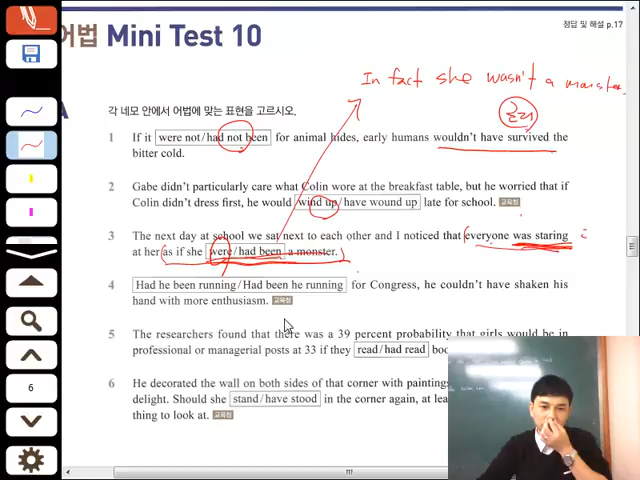 어법 Mini Test 10
정답 및 해설 p.17
In fact she wasn't a monster.
각 네모 안에서 어법에 맞는 표현을 고르시오.
1 If it were not / had not been for animal hides, early humans wouldn't have survived the
bitter cold.
2 Gabe didn't particularly care what Colin wore at the breakfast table, but he worried that if
Colin didn't dress first, he would wind up / have wound up late for school. 교육청
3 The next day at school we sat next to each other and I noticed that everyone was staring
at her as if she were / had been a monster.
4 Had he been running / Had been he running for Congress, he couldn't have shaken his
hand with more enthusiasm. 교육청
5 The researchers found that there was a 39 percent probability that girls would be in
professional or managerial posts at 33 if they read / had read
6 He decorated the wall on both sides of that corner with
delight. Should she stand / have stood in the corner again, at
thing to look at. 교육청
6